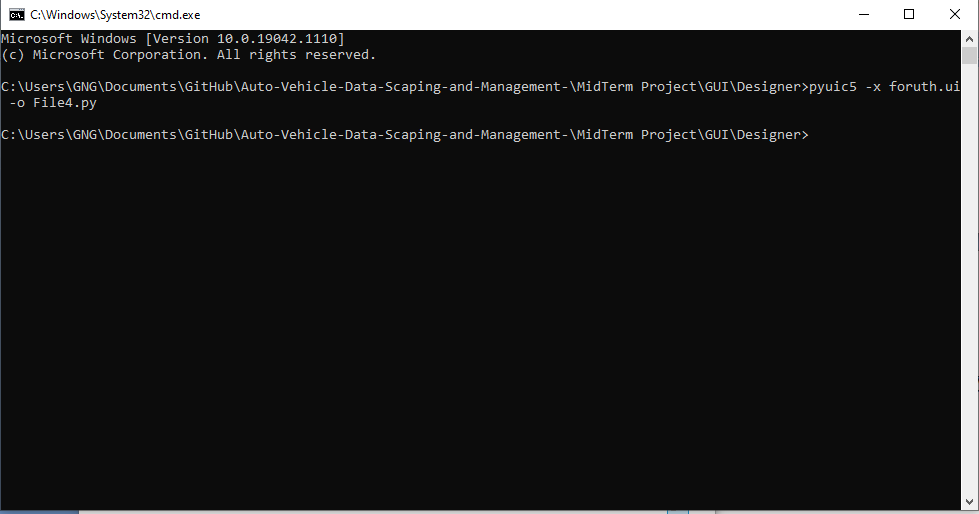 C:\Windows\System32\cmd.exe
Microsoft Windows [Version 10.0.19042.1110]
(c) Microsoft Corporation. All rights reserved.
C:\Users\GNG\Documents\GitHub\Auto-Vehicle-Data-Scaping-and-Management-\MidTerm Project\GUI\Designer>pyuic5 -x foruth.ui
 -o File4.py
C:\Users\GNG\Documents\GitHub\Auto-Vehicle-Data-Scaping-and-Management-\MidTerm Project\GUI\Designer>